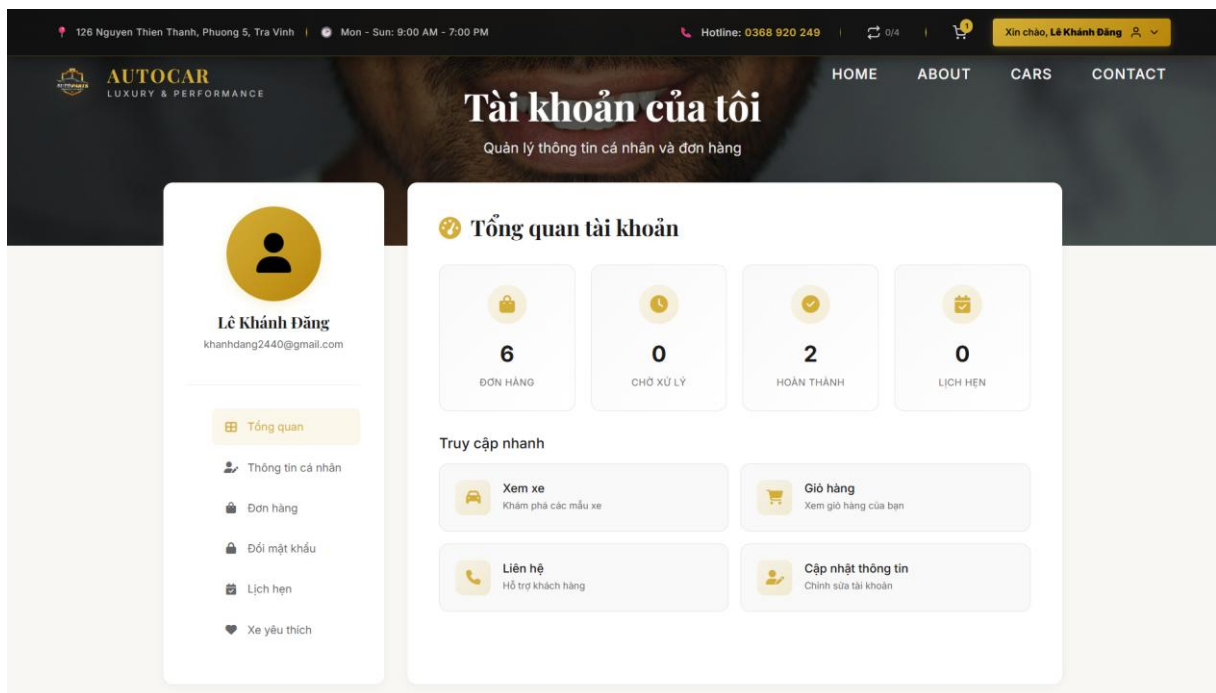 126 Nguyen Thien Thanh, Phuong 5, Tra Vinh
Mon - Sun: 9:00 AM - 7:00 PM
Hotline: 0368 920 249
0/4
1
Xin chào, Lê Khánh Đăng
AUTOCAR
LUXURY & PERFORMANCE
HOME
ABOUT
CARS
CONTACT
Tài khoản của tôi
Quản lý thông tin cá nhân và đơn hàng
Lê Khánh Đăng
khanhdang2440@gmail.com
Tổng quan
Thông tin cá nhân
Đơn hàng
Đổi mật khẩu
Lịch hẹn
Xe yêu thích
Tổng quan tài khoản
6
ĐƠN HÀNG
0
CHỜ XỬ LÝ
2
HOÀN THÀNH
0
LỊCH HẸN
Truy cập nhanh
Xem xe
Khám phá các mẫu xe
Giỏ hàng
Xem giỏ hàng của bạn
Liên hệ
Hỗ trợ khách hàng
Cập nhật thông tin
Chỉnh sửa tài khoản